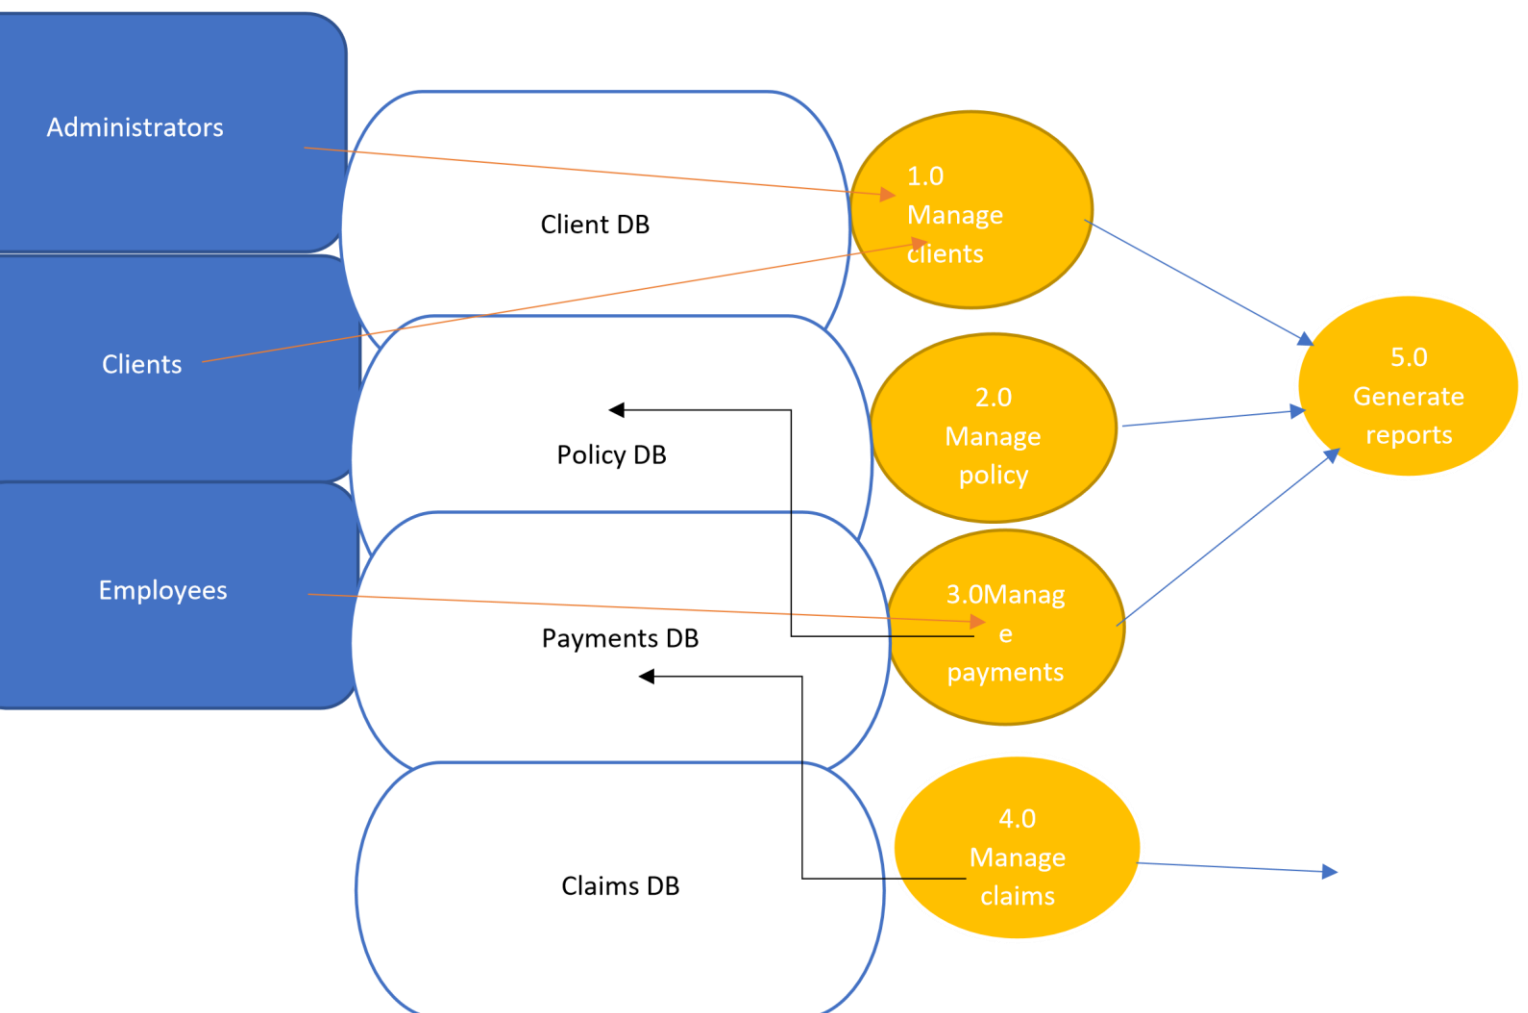 Administrators
Clients
Employees
Client DB
Policy DB
Payments DB
Claims DB
1.0
Manage
clients
2.0
Manage
policy
3.0Manag
e
payments
4.0
Manage
claims
5.0
Generate
reports